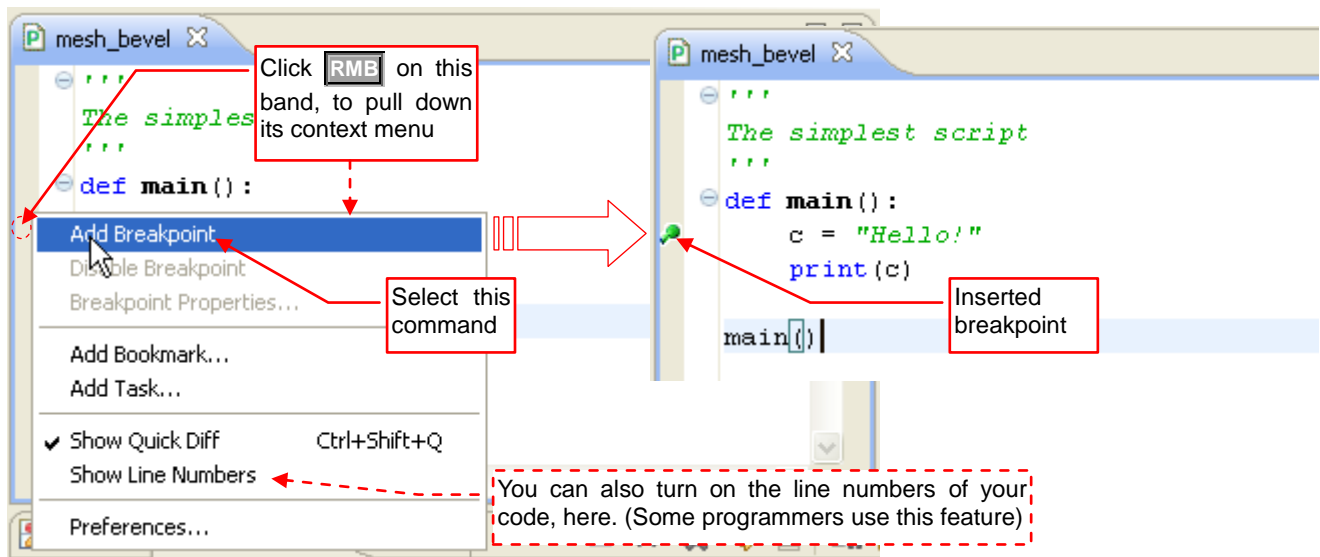 mesh_bevel
'''
The simples
'''
def main():
Click RMB on this
band, to pull down
its context menu
Add Breakpoint
Disable Breakpoint
Breakpoint Properties...
Add Bookmark...
Add Task...
Show Quick Diff Ctrl+Shift+Q
Show Line Numbers
Preferences...
Select this
command
mesh_bevel
'''
The simplest script
'''
def main():
c = "Hello!"
print(c)
main()
Inserted
breakpoint
You can also turn on the line numbers of your
code, here. (Some programmers use this feature)